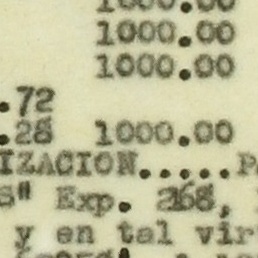 1000.00
1000.00
1000.00
.72
.28 1000.00
IZACION......P
S" Exp. 268,
y en tal vir